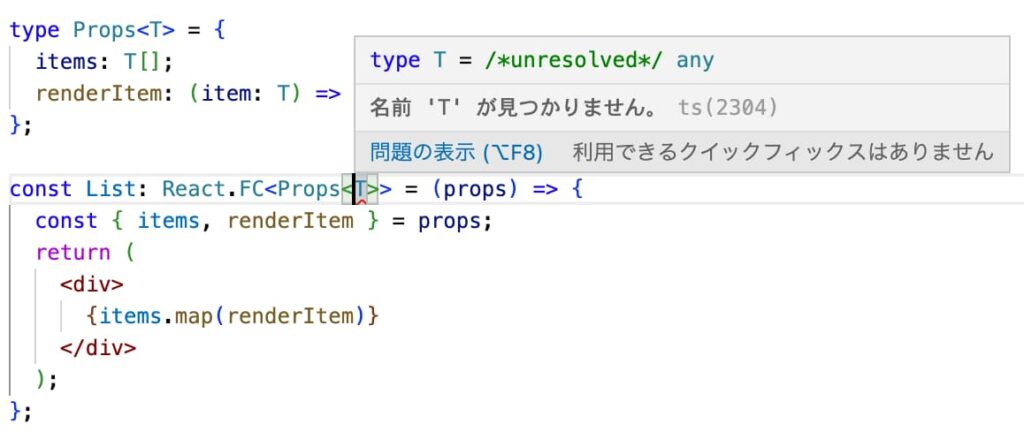 type Props<T> = {
  items: T[];
  renderItem: (item: T) =>
};
type T = /*unresolved*/ any
名前 'T' が見つかりません。 ts(2304)
問題の表示 (⌥F8) 利用できるクイックフィックスはありません
const List: React.FC<Props<T>> = (props) => {
  const { items, renderItem } = props;
  return (
    <div>
      {items.map(renderItem)}
    </div>
  );
};